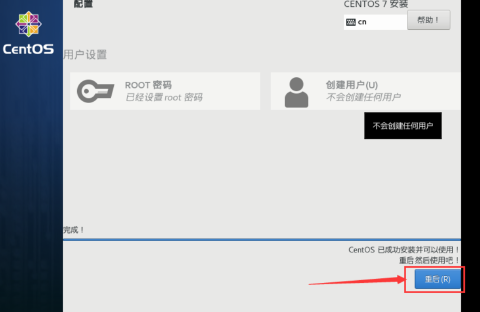 配置
CENTOS 7 安装
cn
帮助！
CentOS
用户设置
ROOT 密码
已经设置 root 密码
创建用户(U)
不会创建任何用户
不会创建任何用户
完成！
CentOS 已成功安装并可以使用！
重启然后使用吧！
重启(R)